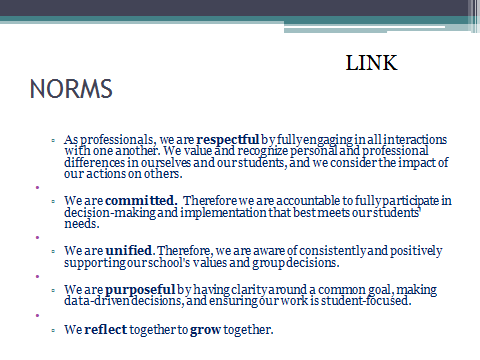 LINK
NORMS
As professionals, we are respectful by fully engaging in all interactions
with one another. We value and recognize personal and professional
differences in ourselves and our students, and we consider the impact of
our actions on others.
We are committed. Therefore we are accountable to fully participate in
decision-making and implementation that best meets our students'
needs.
We are unified. Therefore, we are aware of consistently and positively
supporting our school's values and group decisions.
We are purposeful by having clarity around a common goal, making
data-driven decisions, and ensuring our work is student-focused.
We reflect together to grow together.